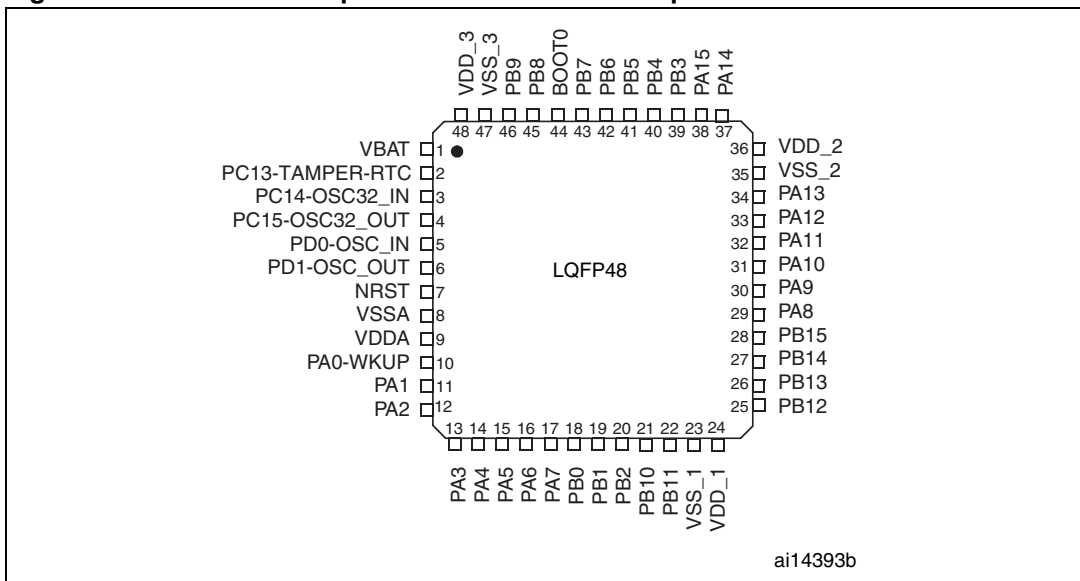 VDD_3
VSS_3
PB9
PB8
BOOT0
PB7
PB6
PB5
PB4
PB3
PA15
PA14
48 47 46 45 44 43 42 41 40 39 38 37
VBAT 1
PC13-TAMPER-RTC 2
PC14-OSC32_IN 3
PC15-OSC32_OUT 4
PD0-OSC_IN 5
PD1-OSC_OUT 6
NRST 7
VSSA 8
VDDA 9
PA0-WKUP 10
PA1 11
PA2 12
LQFP48
36 VDD_2
35 VSS_2
34 PA13
33 PA12
32 PA11
31 PA10
30 PA9
29 PA8
28 PB15
27 PB14
26 PB13
25 PB12
13 14 15 16 17 18 19 20 21 22 23 24
PA3
PA4
PA5
PA6
PA7
PB0
PB1
PB2
PB10
PB11
VSS_1
VDD_1
ai14393b